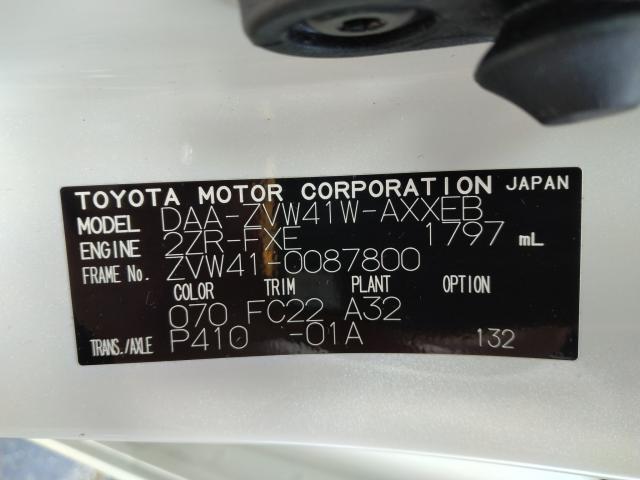 TOYOTA MOTOR CORPORATION JAPAN
MODEL DAA-ZVW41W-AXXEB
ENGINE 2ZR-FXE 1797 mL
FRAME No. ZVW41-0087800
COLOR TRIM PLANT OPTION
070 FC22 A32
TRANS./AXLE P410 -01A 132